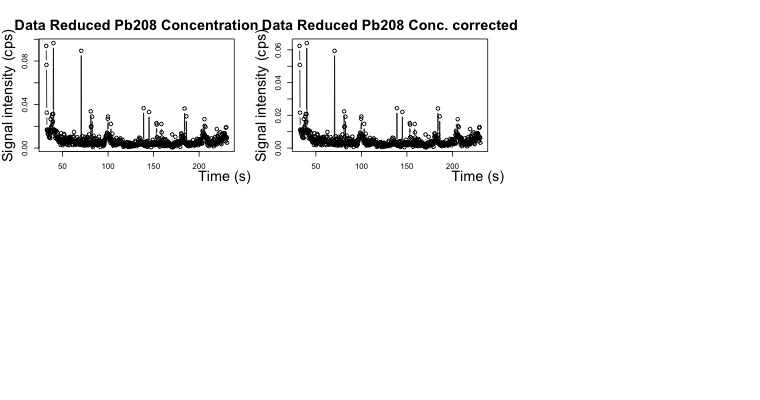 Data Reduced Pb208 Concentration
Signal intensity (cps)
0.00 0.04 0.08
50 100 150 200
Time (s)
Data Reduced Pb208 Conc. corrected
Signal intensity (cps)
0.00 0.02 0.04 0.06
50 100 150 200
Time (s)